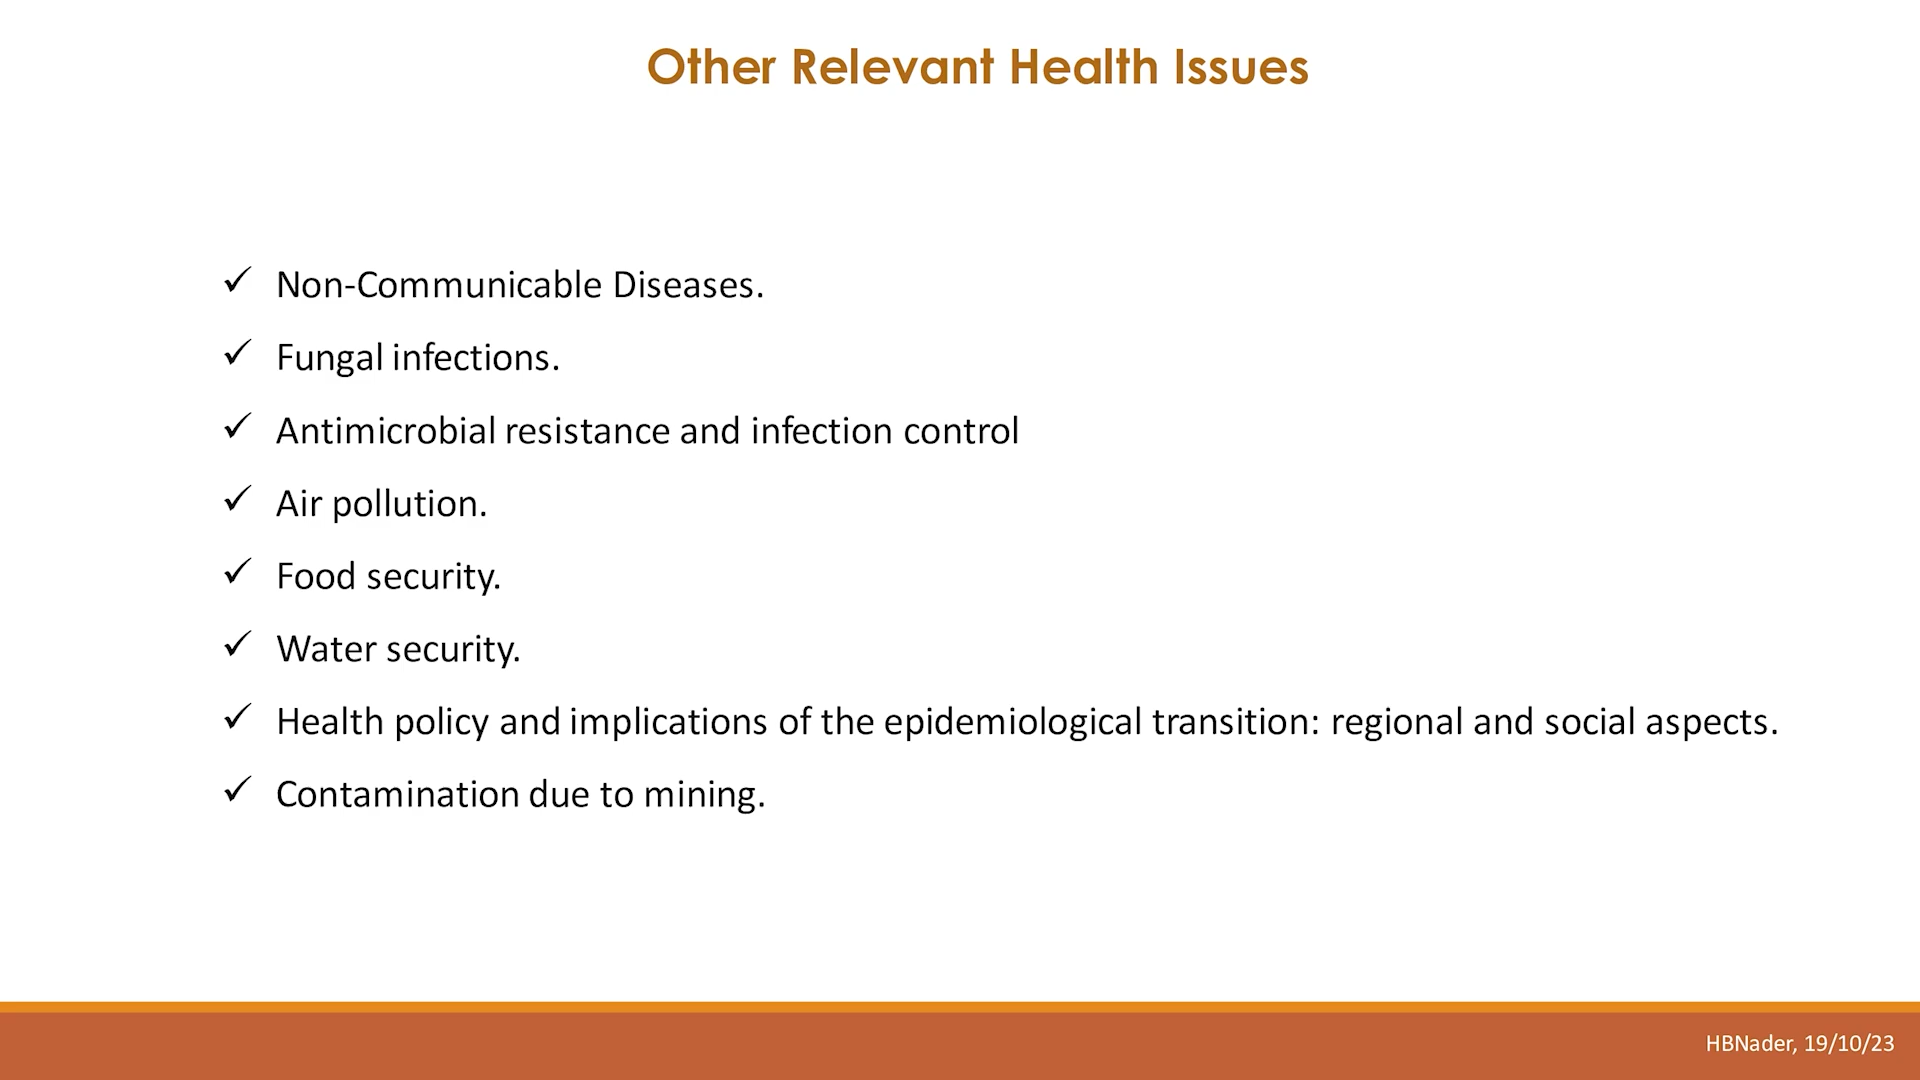 Other Relevant Health Issues
✓ Non-Communicable Diseases.
✓ Fungal infections.
✓ Antimicrobial resistance and infection control
✓ Air pollution.
✓ Food security.
✓ Water security.
✓ Health policy and implications of the epidemiological transition: regional and social aspects.
✓ Contamination due to mining.
HBNader, 19/10/23